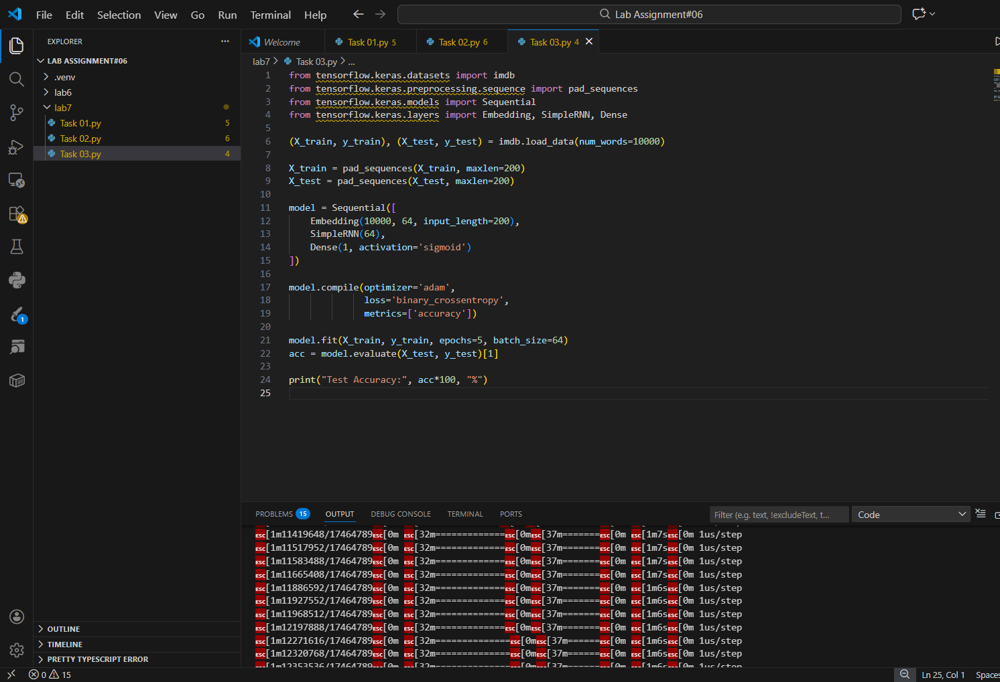 File Edit Selection View Go Run Terminal Help
Lab Assignment#06
EXPLORER
LAB ASSIGNMENT#06
.venv
lab6
lab7
Task 01.py 5
Task 02.py 6
Task 03.py 4
1
OUTLINE
TIMELINE
PRETTY TYPESCRIPT ERROR
Welcome
Task 01.py 5
Task 02.py 6
Task 03.py 4
lab7 > Task 03.py > ...
1 from tensorflow.keras.datasets import imdb
2 from tensorflow.keras.preprocessing.sequence import pad_sequences
3 from tensorflow.keras.models import Sequential
4 from tensorflow.keras.layers import Embedding, SimpleRNN, Dense
5
6 (X_train, y_train), (X_test, y_test) = imdb.load_data(num_words=10000)
7
8 X_train = pad_sequences(X_train, maxlen=200)
9 X_test = pad_sequences(X_test, maxlen=200)
10
11 model = Sequential([
12     Embedding(10000, 64, input_length=200),
13     SimpleRNN(64),
14     Dense(1, activation='sigmoid')
15 ])
16
17 model.compile(optimizer='adam',
18               loss='binary_crossentropy',
19               metrics=['accuracy'])
20
21 model.fit(X_train, y_train, epochs=5, batch_size=64)
22 acc = model.evaluate(X_test, y_test)[1]
23
24 print("Test Accuracy:", acc*100, "%")
25
PROBLEMS 15 OUTPUT DEBUG CONSOLE TERMINAL PORTS
Filter (e.g. text, !excludeText, t...
Code
ESC[1m11419648/17464789ESC[0m ESC[32m=============ESC[0mESC[37m=======ESC[0m ESC[1m7sESC[0m 1us/step
ESC[1m11517952/17464789ESC[0m ESC[32m=============ESC[0mESC[37m=======ESC[0m ESC[1m7sESC[0m 1us/step
ESC[1m11583488/17464789ESC[0m ESC[32m=============ESC[0mESC[37m=======ESC[0m ESC[1m7sESC[0m 1us/step
ESC[1m11665408/17464789ESC[0m ESC[32m=============ESC[0mESC[37m=======ESC[0m ESC[1m7sESC[0m 1us/step
ESC[1m11886592/17464789ESC[0m ESC[32m=============ESC[0mESC[37m=======ESC[0m ESC[1m6sESC[0m 1us/step
ESC[1m11927552/17464789ESC[0m ESC[32m=============ESC[0mESC[37m=======ESC[0m ESC[1m6sESC[0m 1us/step
ESC[1m11968512/17464789ESC[0m ESC[32m=============ESC[0mESC[37m=======ESC[0m ESC[1m6sESC[0m 1us/step
ESC[1m12197888/17464789ESC[0m ESC[32m=============ESC[0mESC[37m=======ESC[0m ESC[1m6sESC[0m 1us/step
ESC[1m12271616/17464789ESC[0m ESC[32m==============ESC[0mESC[37m======ESC[0m ESC[1m6sESC[0m 1us/step
ESC[1m12320768/17464789ESC[0m ESC[32m==============ESC[0mESC[37m======ESC[0m ESC[1m6sESC[0m 1us/step
ESC[1m12353536/17464789ESC[0m ESC[32m==============ESC[0mESC[37m======ESC[0m ESC[1m6sESC[0m 1us/step
0 15
Ln 25, Col 1